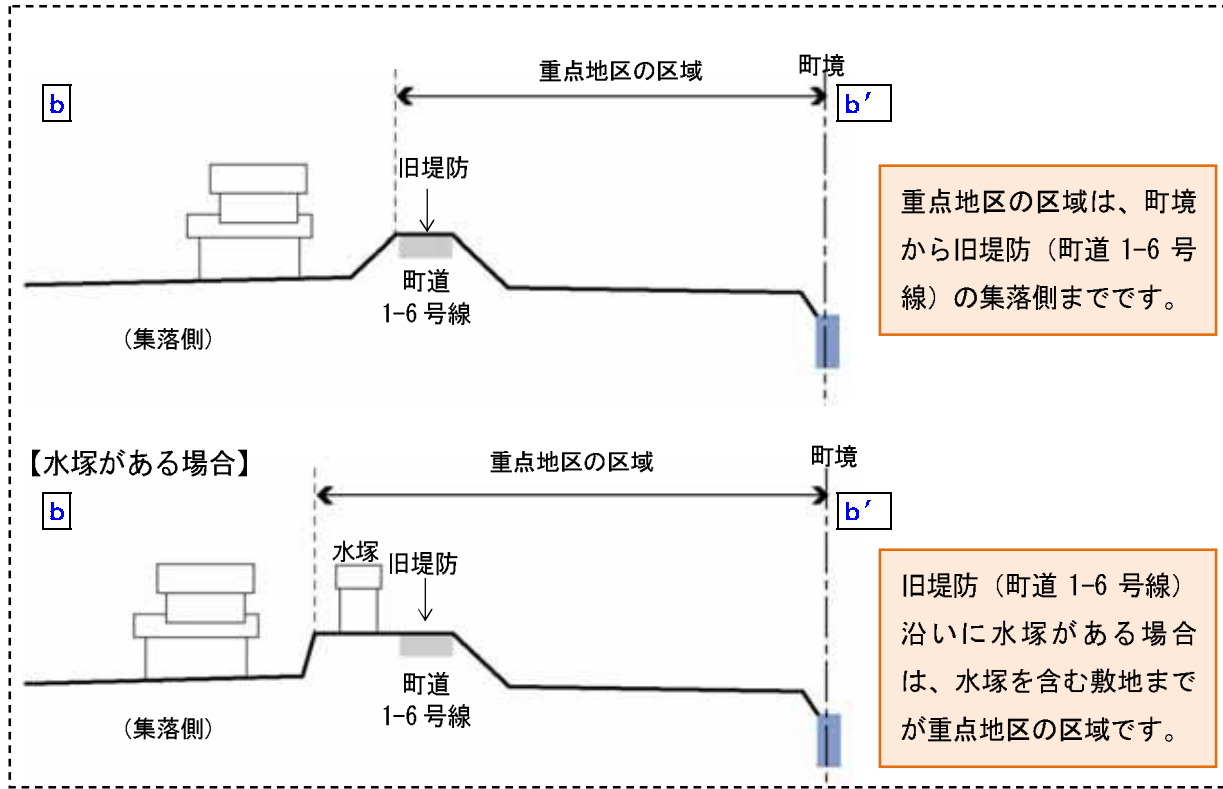 重点地区の区域
町境
b
b′
旧堤防
町道
1-6 号線
(集落側)
重点地区の区域は、町境
から旧堤防（町道 1-6 号
線）の集落側までです。
【水塚がある場合】
重点地区の区域
町境
b
b′
水塚
旧堤防
町道
1-6 号線
(集落側)
旧堤防（町道 1-6 号線）
沿いに水塚がある場合
は、水塚を含む敷地まで
が重点地区の区域です。